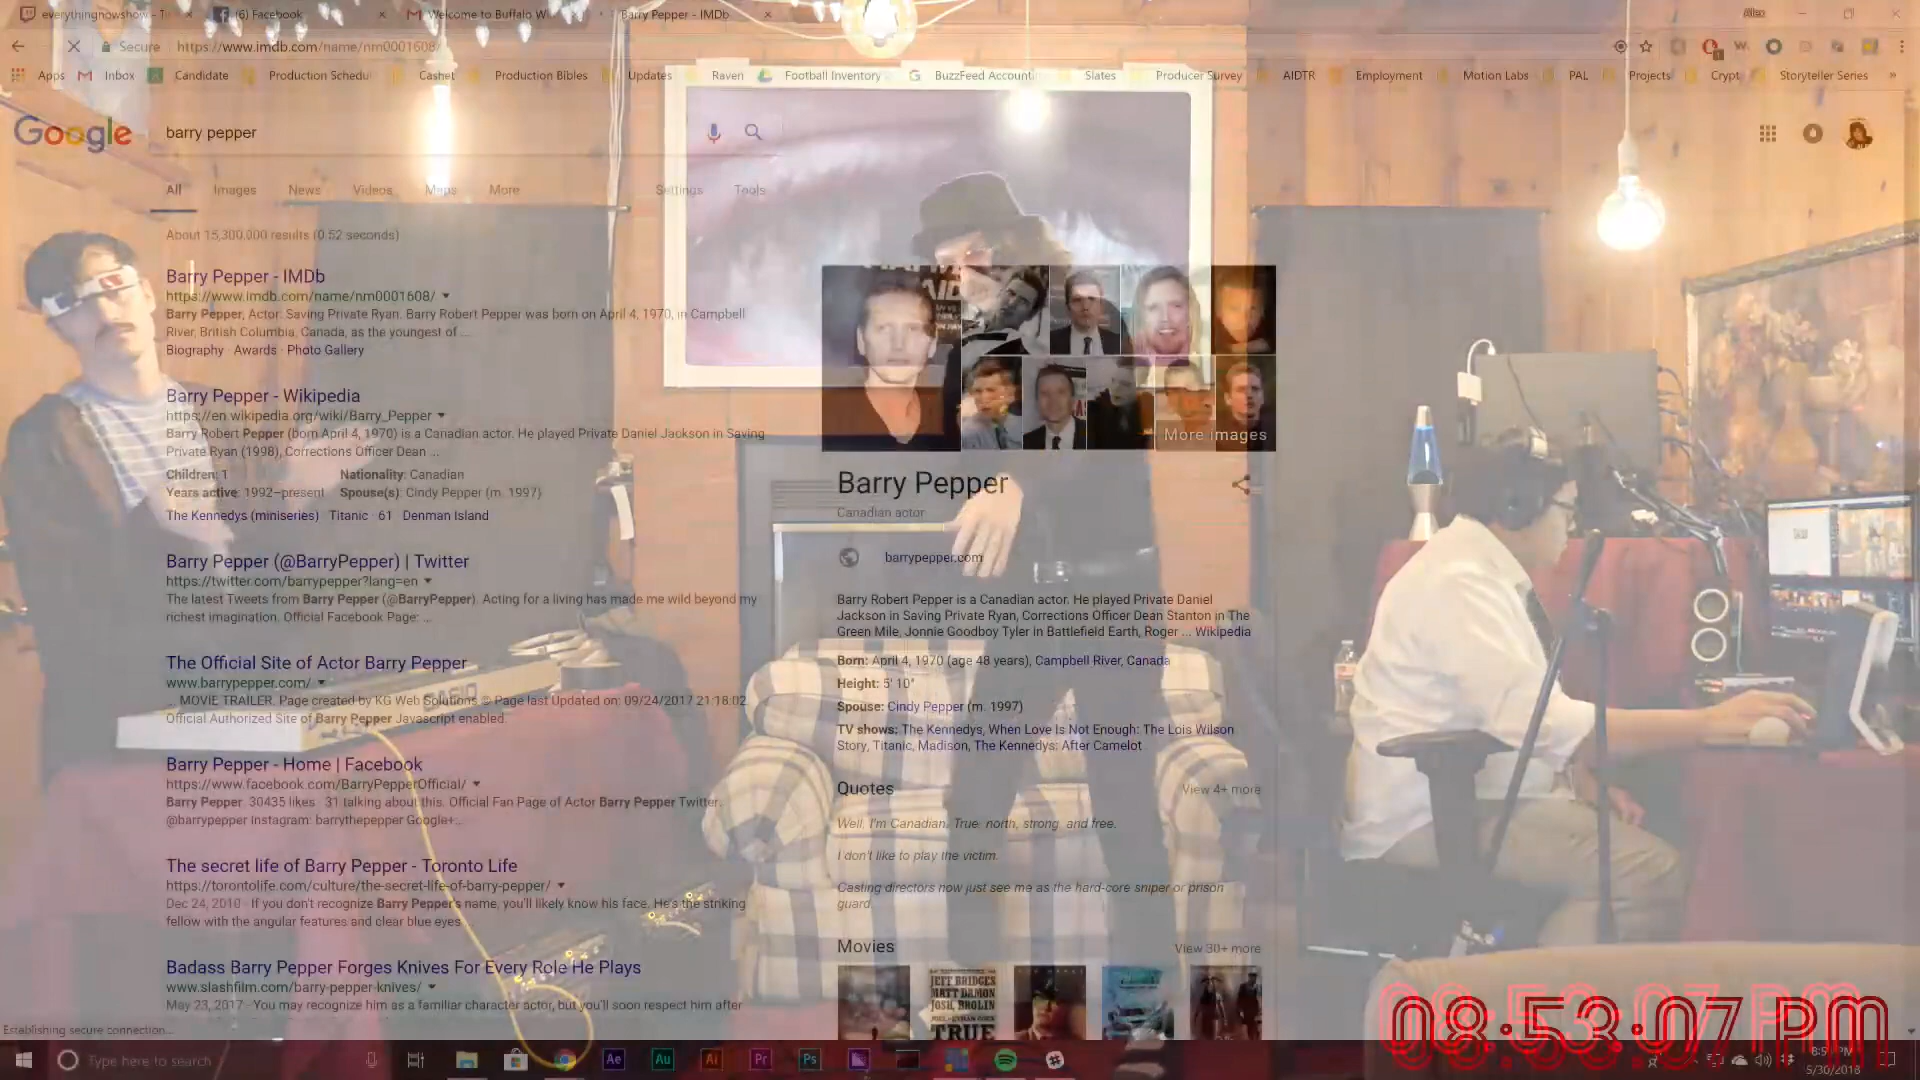 everythingnowshow - T
(6) Facebook
Welcome to Buffalo Wi
Barry Pepper - IMDb
Secure
https://www.imdb.com/name/nm0001608/
Apps
Inbox
Candidate
Production Schedu
Cashet
Production Bibles
Updates
Raven
Football Inventory
BuzzFeed Account
Slates
Producer Survey
AIDTR
Employment
Motion Labs
PAL
Projects
Crypt
Storyteller Series
»
Google
barry pepper
All
Images
News
Videos
Maps
More
Settings
Tools
About 15,300,000 results (0.52 seconds)
Barry Pepper - IMDb
https://www.imdb.com/name/nm0001608/
Barry Pepper, Actor: Saving Private Ryan. Barry Robert Pepper was born on April 4, 1970, in Campbell
River, British Columbia, Canada, as the youngest of ...
Biography · Awards · Photo Gallery
Barry Pepper - Wikipedia
https://en.wikipedia.org/wiki/Barry_Pepper
Barry Robert Pepper (born April 4, 1970) is a Canadian actor. He played Private Daniel Jackson in Saving
Private Ryan (1998), Corrections Officer Dean ...
Children: 1
Nationality: Canadian
Years active: 1992–present
Spouse(s): Cindy Pepper (m. 1997)
The Kennedys (miniseries) · Titanic · 61 · Denman Island
Barry Pepper (@BarryPepper) | Twitter
https://twitter.com/barrypepper?lang=en
The latest Tweets from Barry Pepper (@BarryPepper). Acting for a living has made me wild beyond my
richest imagination. Official Facebook Page: ...
The Official Site of Actor Barry Pepper
www.barrypepper.com/
... MOVIE TRAILER. Page created by KG Web Solutions © Page last Updated on: 09/24/2017 21:18:02.
Official Authorized Site of Barry Pepper Javascript enabled.
Barry Pepper - Home | Facebook
https://www.facebook.com/BarryPepperOfficial/
Barry Pepper. 30435 likes · 31 talking about this. Official Fan Page of Actor Barry Pepper Twitter:
@barrypepper Instagram: barrythepepper Google+...
The secret life of Barry Pepper - Toronto Life
https://torontolife.com/culture/the-secret-life-of-barry-pepper/
Dec 24, 2010 - If you don't recognize Barry Pepper's name, you'll likely know his face. He's the striking
fellow with the angular features and clear blue eyes
Badass Barry Pepper Forges Knives For Every Role He Plays
www.slashfilm.com/barry-pepper-knives/
May 23, 2017 - You may recognize him as a familiar character actor, but you'll soon respect him after
More images
Barry Pepper
Canadian actor
barrypepper.com
Barry Robert Pepper is a Canadian actor. He played Private Daniel
Jackson in Saving Private Ryan, Corrections Officer Dean Stanton in The
Green Mile, Jonnie Goodboy Tyler in Battlefield Earth, Roger ... Wikipedia
Born: April 4, 1970 (age 48 years), Campbell River, Canada
Height: 5' 10"
Spouse: Cindy Pepper (m. 1997)
TV shows: The Kennedys, When Love Is Not Enough: The Lois Wilson
Story, Titanic, Madison, The Kennedys: After Camelot
Quotes
View 4+ more
Well, I'm Canadian. True, north, strong, and free.
I don't like to play the victim.
Casting directors now just see me as the hard-core sniper or prison
guard.
Movies
View 30+ more
JEFF BRIDGES
MATT DAMON
JOSH BROLIN
TRUE
Establishing secure connection...
08:53:07 PM
Type here to search
Ae
Au
Ai
Pr
Ps
5/30/2018